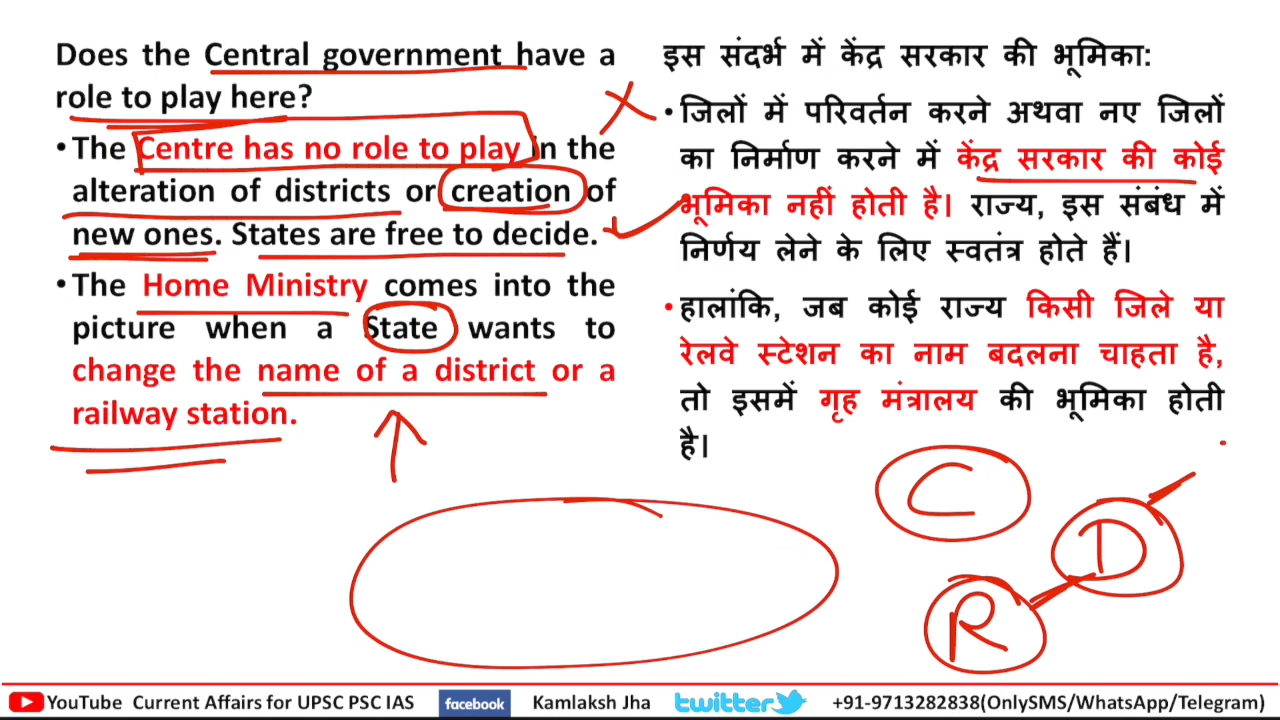 Does the Central government have a
role to play here?
•The Centre has no role to play in the
alteration of districts or creation of
new ones. States are free to decide.
•The Home Ministry comes into the
picture when a State wants to
change the name of a district or a
railway station.
इस संदर्भ में केंद्र सरकार की भूमिका:
•जिलों में परिवर्तन करने अथवा नए जिलों
का निर्माण करने में केंद्र सरकार की कोई
भूमिका नहीं होती है। राज्य, इस संबंध में
निर्णय लेने के लिए स्वतंत्र होते हैं।
•हालांकि, जब कोई राज्य किसी जिले या
रेलवे स्टेशन का नाम बदलना चाहता है,
तो इसमें गृह मंत्रालय की भूमिका होती
है।
C
D
R
YouTube Current Affairs for UPSC PSC IAS facebook Kamlaksh Jha twitter +91-9713282838(OnlySMS/WhatsApp/Telegram)